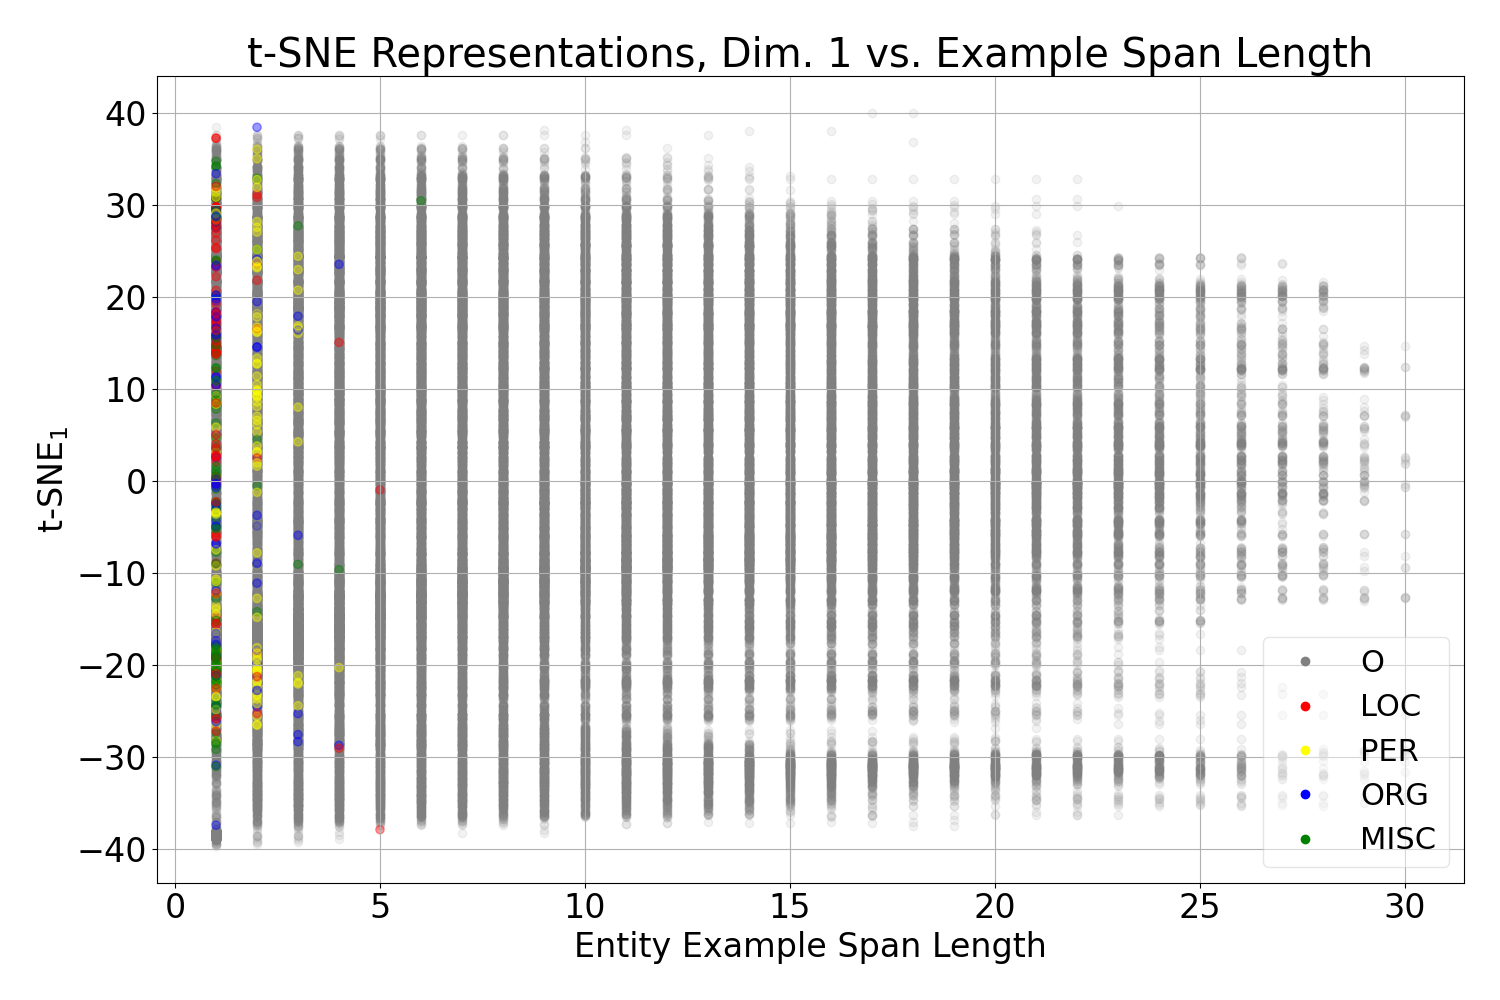 t-SNE Representations, Dim. 1 vs. Example Span Length
40
30
20
10
0
−10
−20
−30
−40
t-SNE₁
0 5 10 15 20 25 30
Entity Example Span Length
O
LOC
PER
ORG
MISC